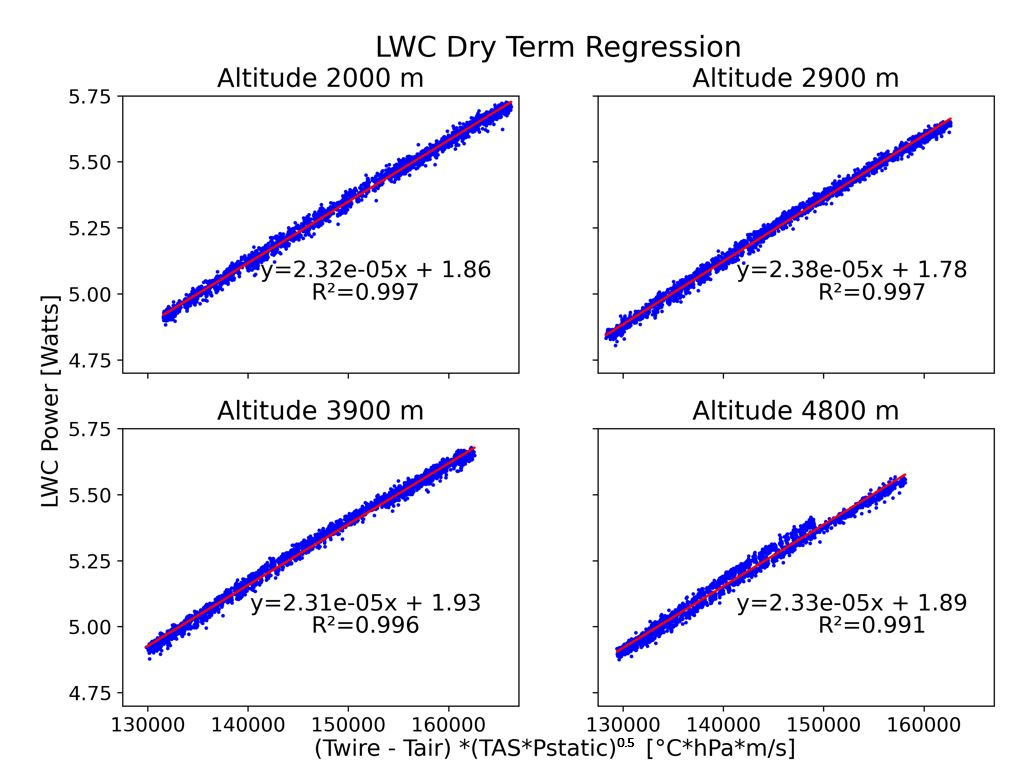 LWC Dry Term Regression
Altitude 2000 m
Altitude 2900 m
5.75
5.50
5.25
5.00
4.75
y=2.32e-05x + 1.86
R²=0.997
y=2.38e-05x + 1.78
R²=0.997
LWC Power [Watts]
Altitude 3900 m
Altitude 4800 m
5.75
5.50
5.25
5.00
4.75
y=2.31e-05x + 1.93
R²=0.996
y=2.33e-05x + 1.89
R²=0.991
130000 140000 150000 160000
130000 140000 150000 160000
(Twire - Tair) *(TAS*Pstatic)⁰·⁵ [°C*hPa*m/s]